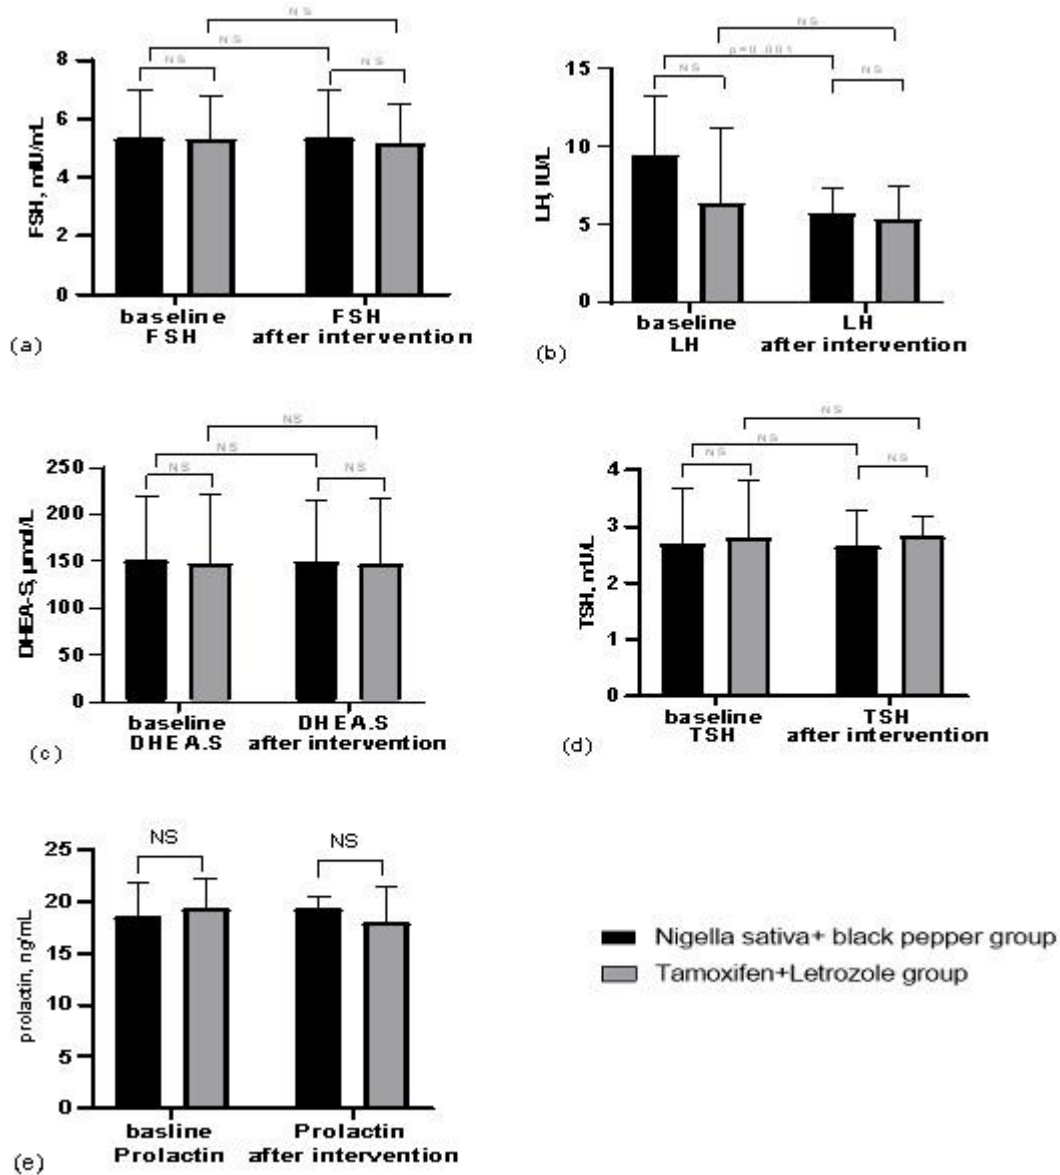 NS
NS
NS
NS
8
6
4
2
0
FSH, mIU/mL
baseline FSH
FSH after intervention
(a)
NS
p=0.001
NS
NS
15
10
5
0
LH, IU/L
baseline LH
LH after intervention
(b)
NS
NS
NS
NS
250
200
150
100
50
0
DHEA-S, µmol/L
baseline DHEA.S
DHEA.S after intervention
(c)
NS
NS
NS
NS
4
3
2
1
0
TSH, mU/L
baseline TSH
TSH after intervention
(d)
NS
NS
25
20
15
10
5
0
prolactin, ng/mL
basline Prolactin
Prolactin after intervention
(e)
Nigella sativa+ black pepper group
Tamoxifen+Letrozole group